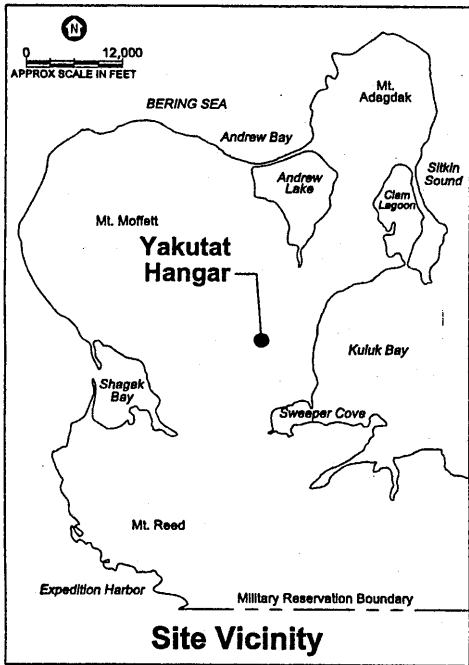 N
0 12,000
APPROX SCALE IN FEET
BERING SEA
Mt.
Adagdak
Andrew Bay
Andrew
Lake
Sitkin
Sound
Clam
Lagoon
Mt. Moffett
Yakutat
Hangar
Kuluk Bay
Shagak
Bay
Sweeper Cove
Mt. Reed
Expedition Harbor
Military Reservation Boundary
Site Vicinity